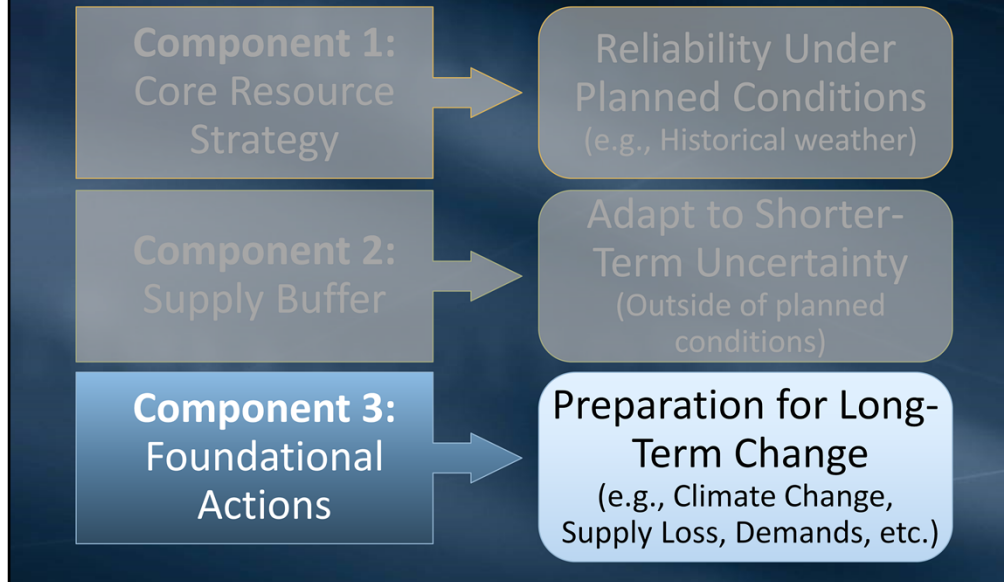 Component 1:
Core Resource
Strategy
Reliability Under
Planned Conditions
(e.g., Historical weather)
Component 2:
Supply Buffer
Adapt to Shorter-
Term Uncertainty
(Outside of planned
conditions)
Component 3:
Foundational
Actions
Preparation for Long-
Term Change
(e.g., Climate Change,
Supply Loss, Demands, etc.)